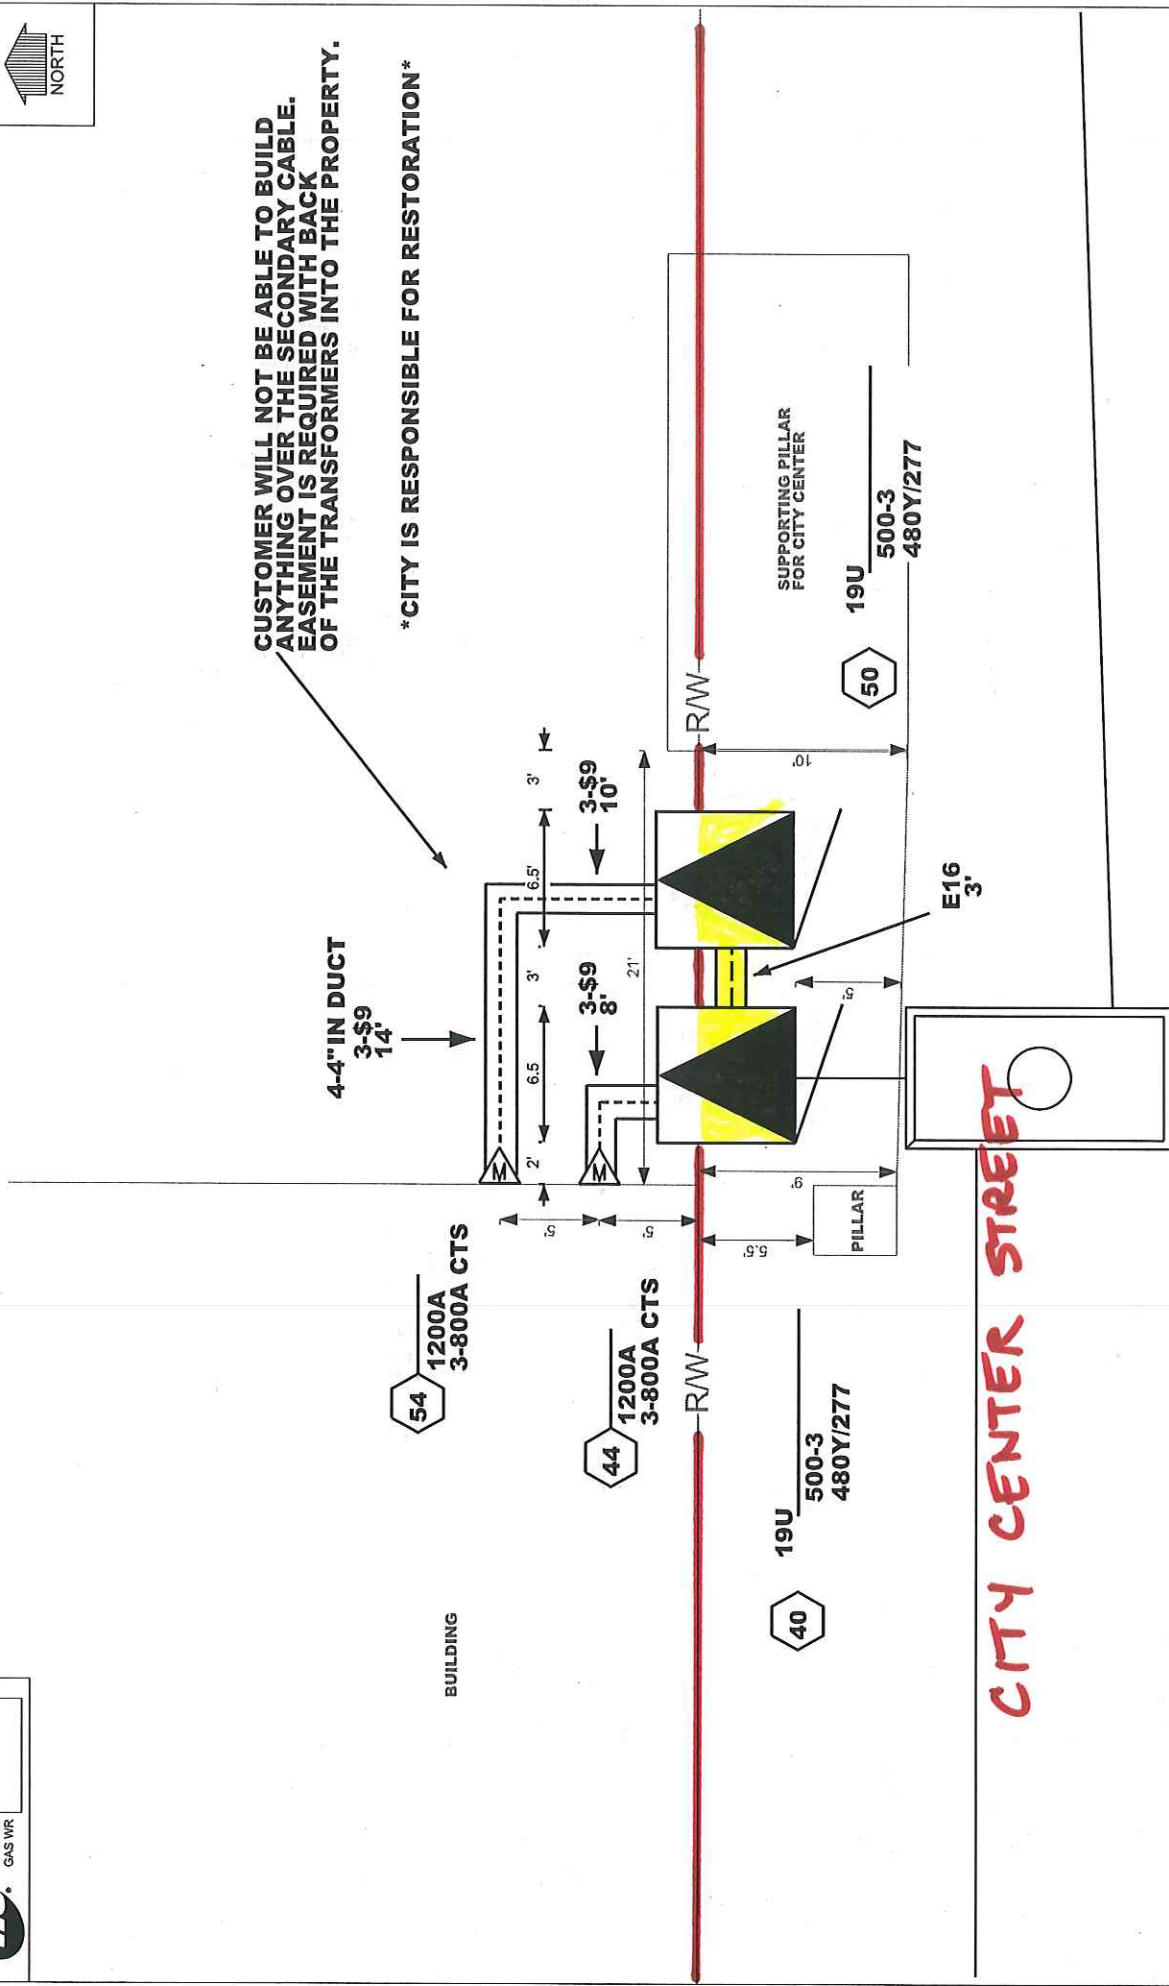 GAS WR
NORTH
CUSTOMER WILL NOT BE ABLE TO BUILD
ANYTHING OVER THE SECONDARY CABLE.
EASEMENT IS REQUIRED WITH BACK
OF THE TRANSFORMERS INTO THE PROPERTY.
*CITY IS RESPONSIBLE FOR RESTORATION*
4-4"IN DUCT
3-$9
14'
BUILDING
54
1200A
3-800A CTS
M
2'
6.5
3'
6.5'
3'
5'
3-$9
8'
3-$9
10'
M
44
1200A
3-800A CTS
5'
21'
R/W
R/W
5.5'
9'
10'
PILLAR
5'
SUPPORTING PILLAR
FOR CITY CENTER
40
19U
500-3
480Y/277
50
19U
500-3
480Y/277
E16
3'
CITY CENTER STREET